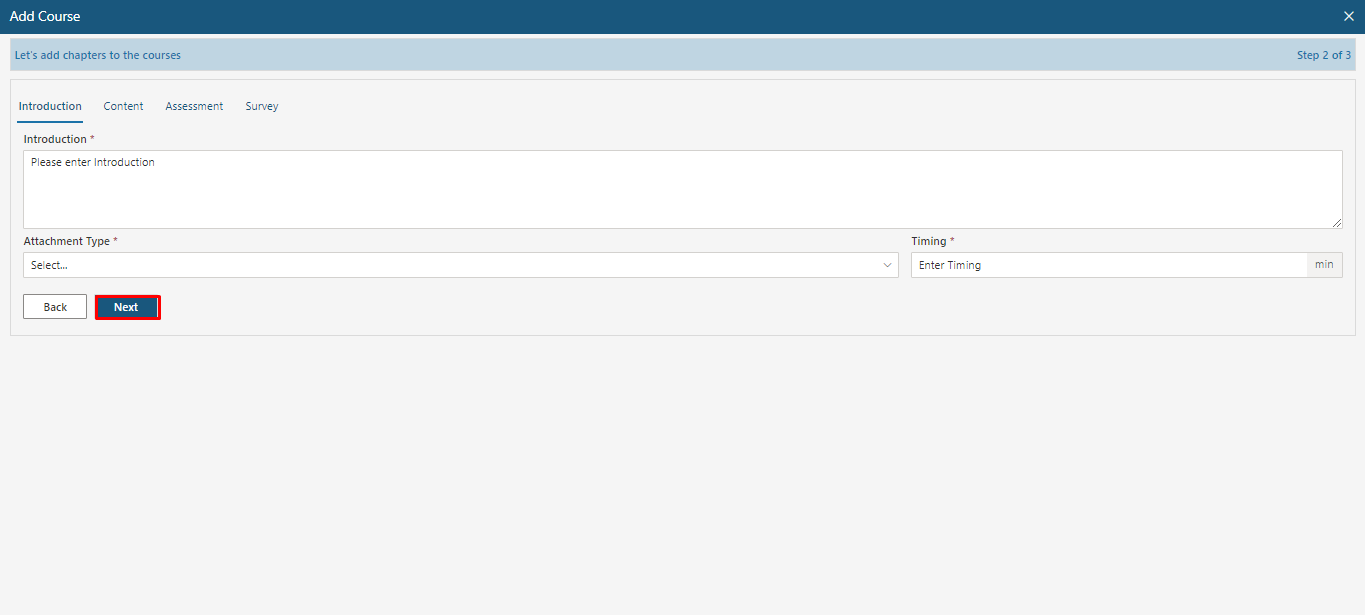 Add Course
Let's add chapters to the courses Step 2 of 3
Introduction Content Assessment Survey
Introduction *
Please enter Introduction
Attachment Type * Timing *
Select... Enter Timing min
Back Next